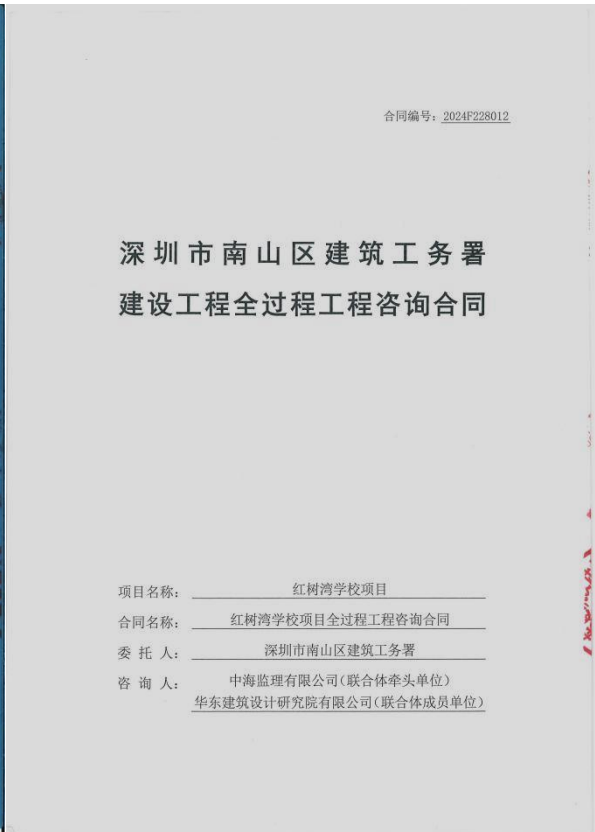 合同编号：2024F228012
深圳市南山区建筑工务署
建设工程全过程工程咨询合同
项目名称： 红树湾学校项目
合同名称： 红树湾学校项目全过程工程咨询合同
委托人： 深圳市南山区建筑工务署
咨询人： 中海监理有限公司（联合体牵头单位）
华东建筑设计研究院有限公司（联合体成员单位）